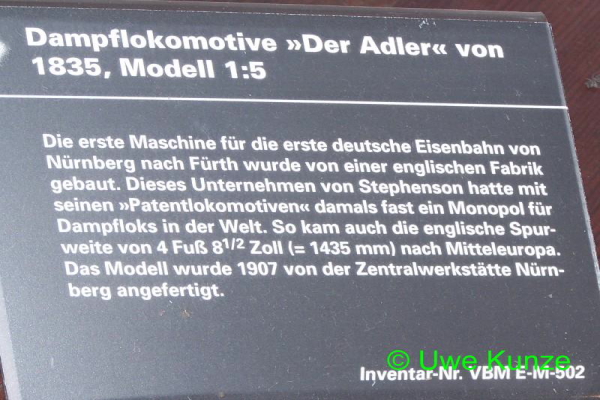 Dampflokomotive »Der Adler« von
1835, Modell 1:5
Die erste Maschine für die erste deutsche Eisenbahn von
Nürnberg nach Fürth wurde von einer englischen Fabrik
gebaut. Dieses Unternehmen von Stephenson hatte mit
seinen »Patentlokomotiven« damals fast ein Monopol für
Dampfloks in der Welt. So kam auch die englische Spur-
weite von 4 Fuß 8 1/2 Zoll (= 1435 mm) nach Mitteleuropa.
Das Modell wurde 1907 von der Zentralwerkstätte Nürn-
berg angefertigt.
© Uwe Kunze
Inventar-Nr. VBM E-M-502